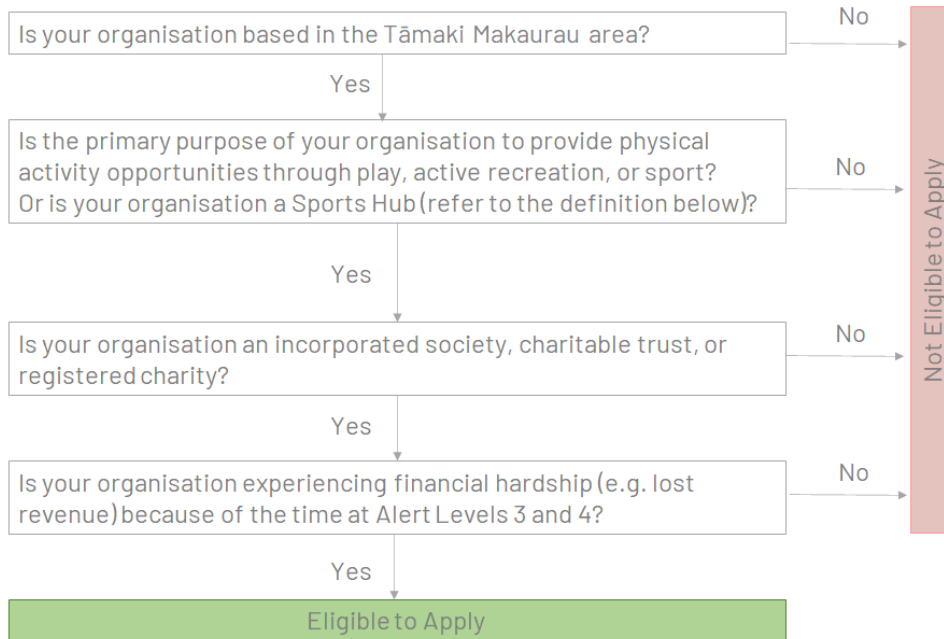 Is your organisation based in the Tāmaki Makaurau area?
No
Yes
Is the primary purpose of your organisation to provide physical
activity opportunities through play, active recreation, or sport?
Or is your organisation a Sports Hub (refer to the definition below)?
No
Yes
Is your organisation an incorporated society, charitable trust, or
registered charity?
No
Yes
Is your organisation experiencing financial hardship (e.g. lost
revenue) because of the time at Alert Levels 3 and 4?
No
Yes
Not Eligible to Apply
Eligible to Apply